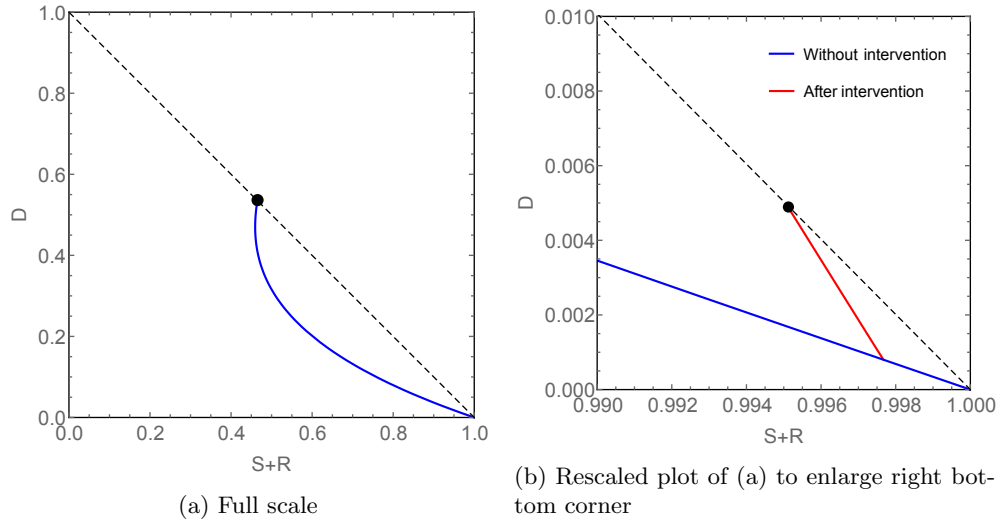 1.0
0.8
0.6
0.4
0.2
0.0
D
0.0 0.2 0.4 0.6 0.8 1.0
S+R
(a) Full scale
0.010
0.008
0.006
0.004
0.002
0.000
D
Without intervention
After intervention
0.990 0.992 0.994 0.996 0.998 1.000
S+R
(b) Rescaled plot of (a) to enlarge right bot-
tom corner